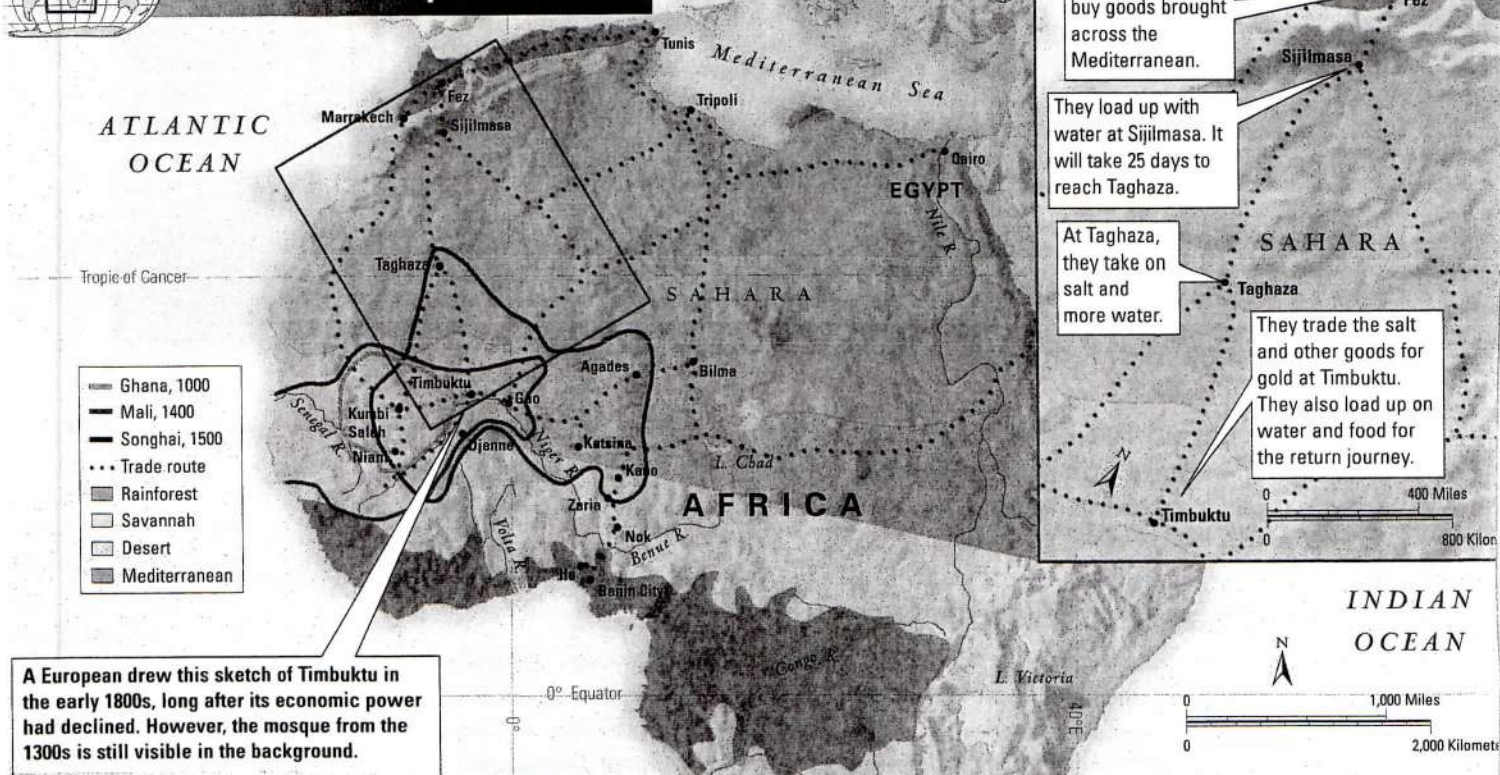 Tunis
Mediterranean Sea
Fez
Marrakech
Sijilmasa
Tripoli
ATLANTIC
OCEAN
Cairo
EGYPT
Nile R.
Tropic of Cancer
Taghaza
SAHARA
Ghana, 1000
Mali, 1400
Songhai, 1500
Trade route
Rainforest
Savannah
Desert
Mediterranean
Timbuktu
Agades
Bilma
Gao
Kumbi
Saleh
Senegal R.
Niani
Djenne
Niger R.
Katsina
Kano
L. Chad
Zaria
AFRICA
Nok
Volta R.
Benue R.
Ife
Benin City
Congo R.
L. Victoria
0° Equator
0°
40°E
A European drew this sketch of Timbuktu in
the early 1800s, long after its economic power
had declined. However, the mosque from the
1300s is still visible in the background.
buy goods brought
across the
Mediterranean.
Fez
Sijilmasa
They load up with
water at Sijilmasa. It
will take 25 days to
reach Taghaza.
At Taghaza,
they take on
salt and
more water.
SAHARA
Taghaza
They trade the salt
and other goods for
gold at Timbuktu.
They also load up on
water and food for
the return journey.
N
Timbuktu
0 400 Miles
0 800 Kilom
INDIAN
OCEAN
N
0 1,000 Miles
0 2,000 Kilomete